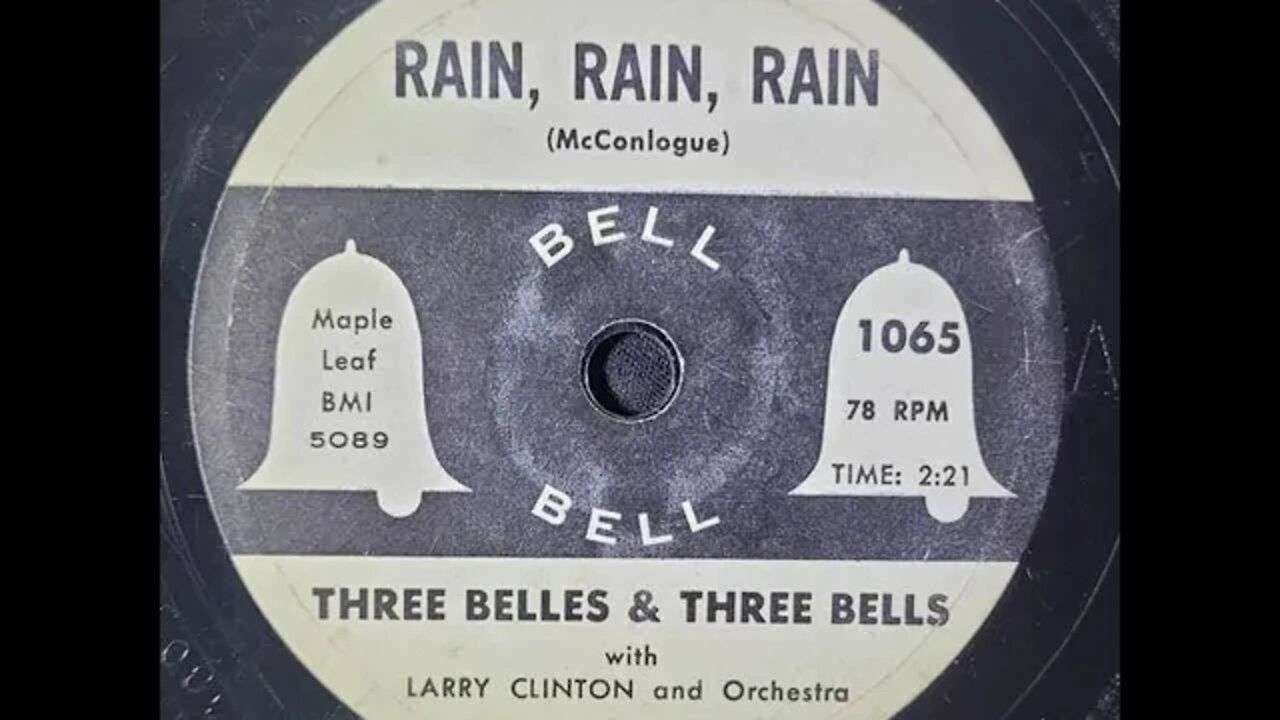 RAIN, RAIN, RAIN
(McConlogue)
BELL
Maple
Leaf
BMI
5089
1065
78 RPM
TIME: 2:21
BELL
THREE BELLES & THREE BELLS
with
LARRY CLINTON and Orchestra